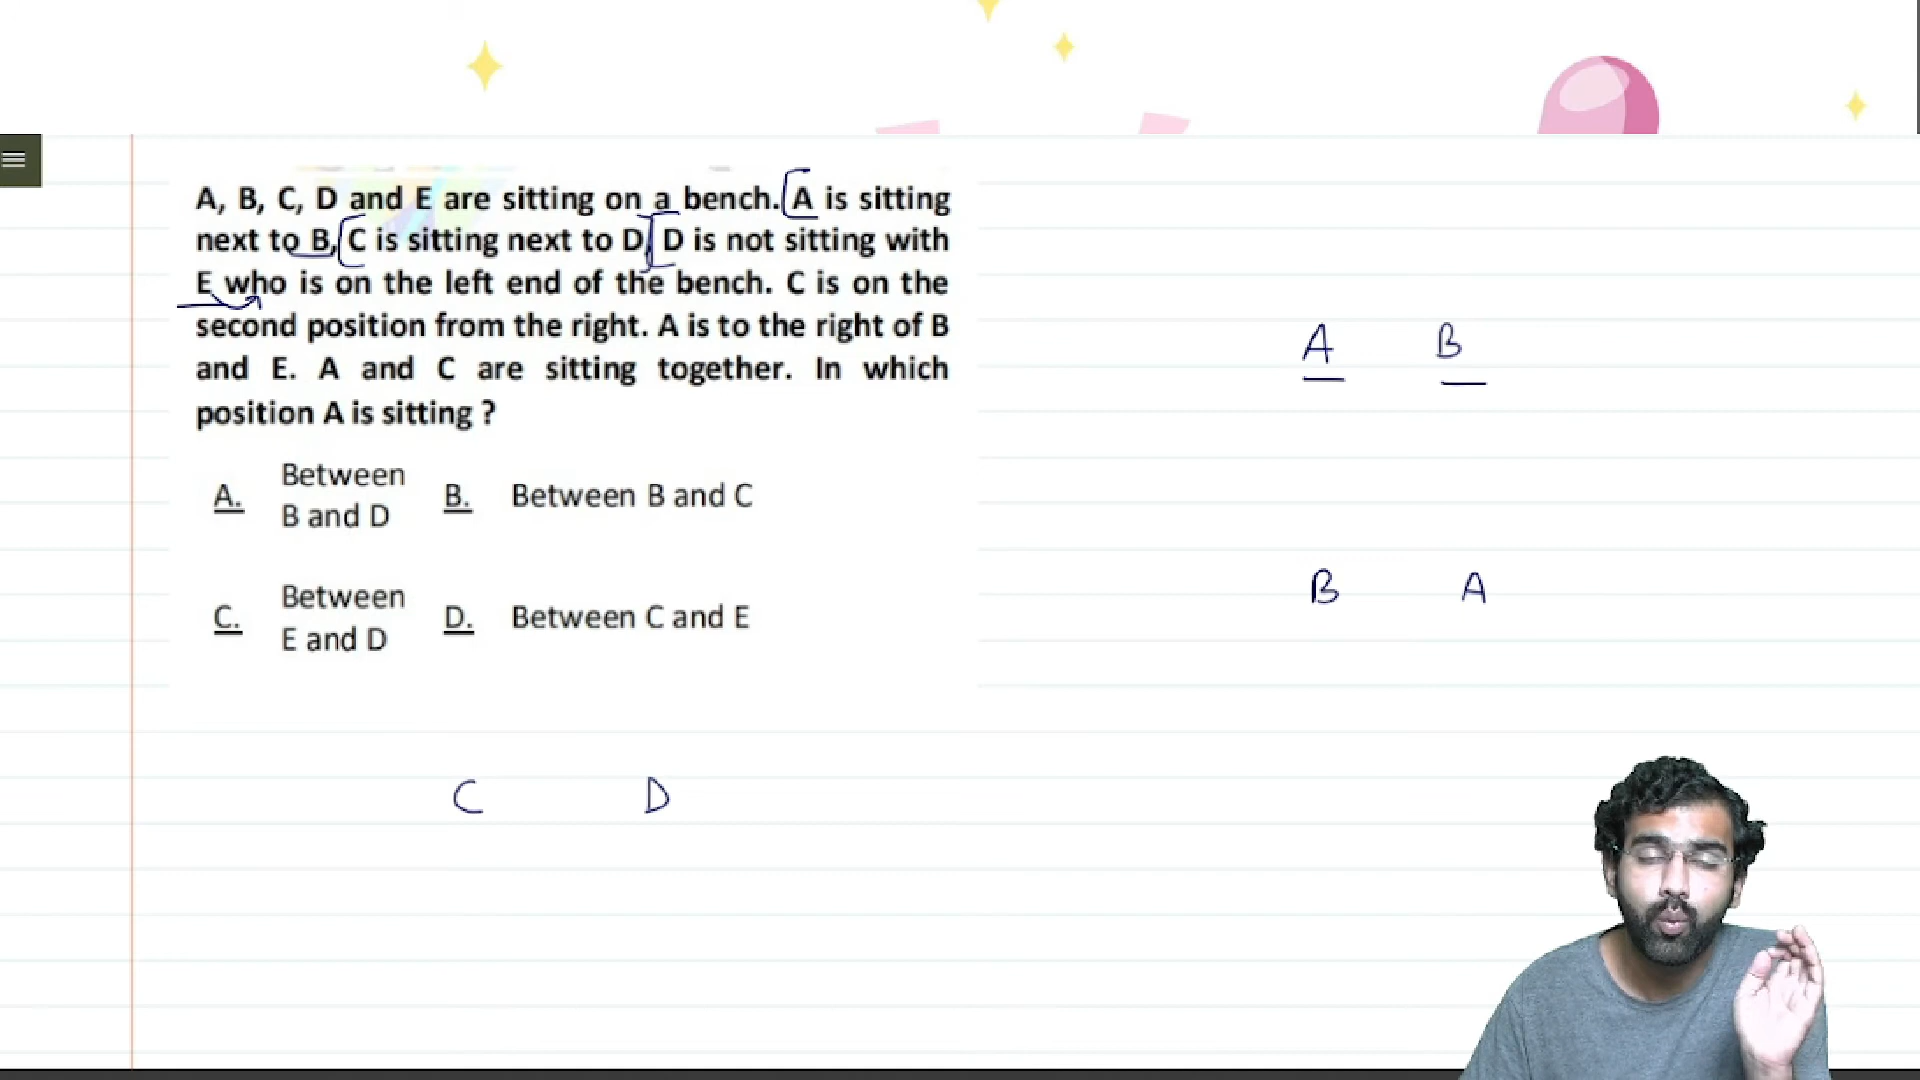 A, B, C, D and E are sitting on a bench. A is sitting
next to B, C is sitting next to D, D is not sitting with
E who is on the left end of the bench. C is on the
second position from the right. A is to the right of B
and E. A and C are sitting together. In which
position A is sitting ?
A. Between B and D
B. Between B and C
C. Between E and D
D. Between C and E
A B
B A
C D